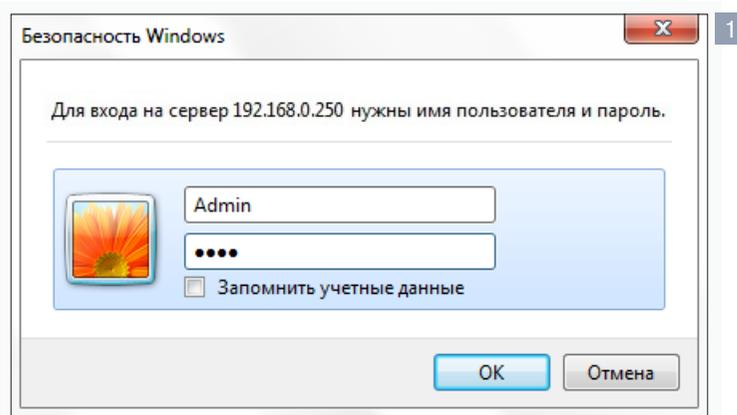 Безопасность Windows
1
Для входа на сервер 192.168.0.250 нужны имя пользователя и пароль.
Admin
••••
Запомнить учетные данные
OK
Отмена